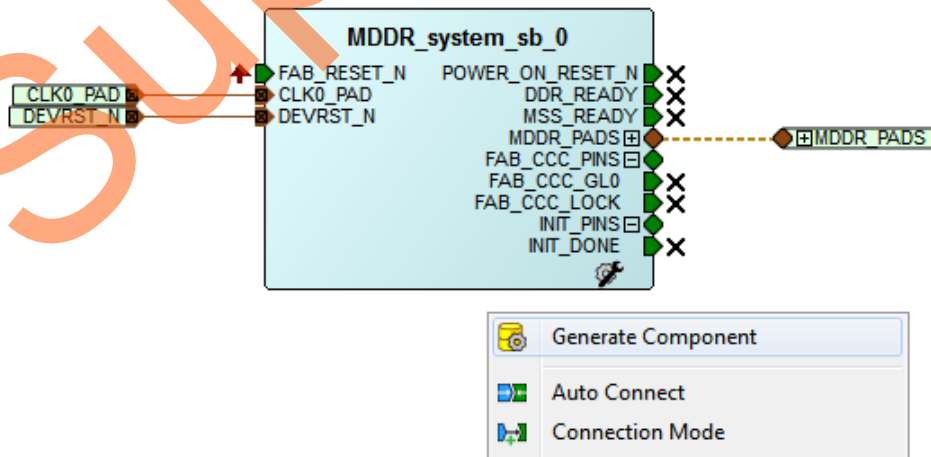 MDDR_system_sb_0
FAB_RESET_N POWER_ON_RESET_N
CLK0_PAD CLK0_PAD DDR_READY
DEVRST_N DEVRST_N MSS_READY
MDDR_PADS MDDR_PADS
FAB_CCC_PINS
FAB_CCC_GL0
FAB_CCC_LOCK
INIT_PINS
INIT_DONE
Generate Component
Auto Connect
Connection Mode